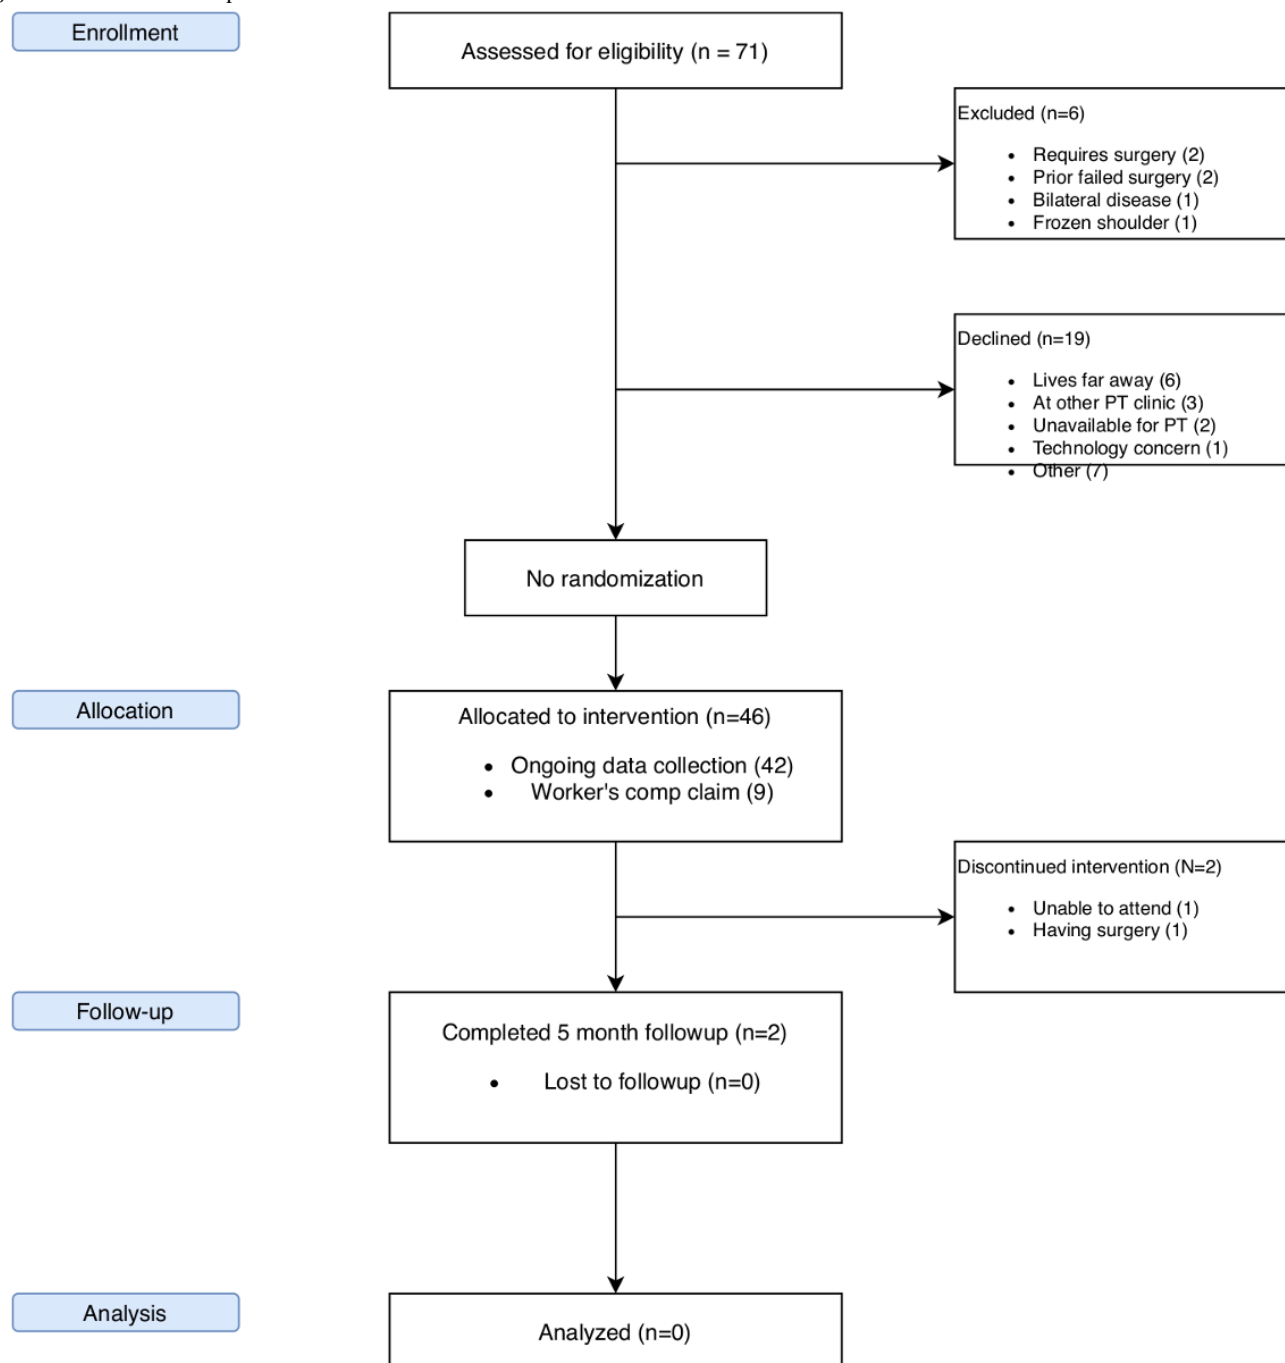 Enrollment
Assessed for eligibility (n = 71)
Excluded (n=6)
• Requires surgery (2)
• Prior failed surgery (2)
• Bilateral disease (1)
• Frozen shoulder (1)
Declined (n=19)
• Lives far away (6)
• At other PT clinic (3)
• Unavailable for PT (2)
• Technology concern (1)
• Other (7)
No randomization
Allocation
Allocated to intervention (n=46)
• Ongoing data collection (42)
• Worker's comp claim (9)
Discontinued intervention (N=2)
• Unable to attend (1)
• Having surgery (1)
Follow-up
Completed 5 month followup (n=2)
• Lost to followup (n=0)
Analysis
Analyzed (n=0)